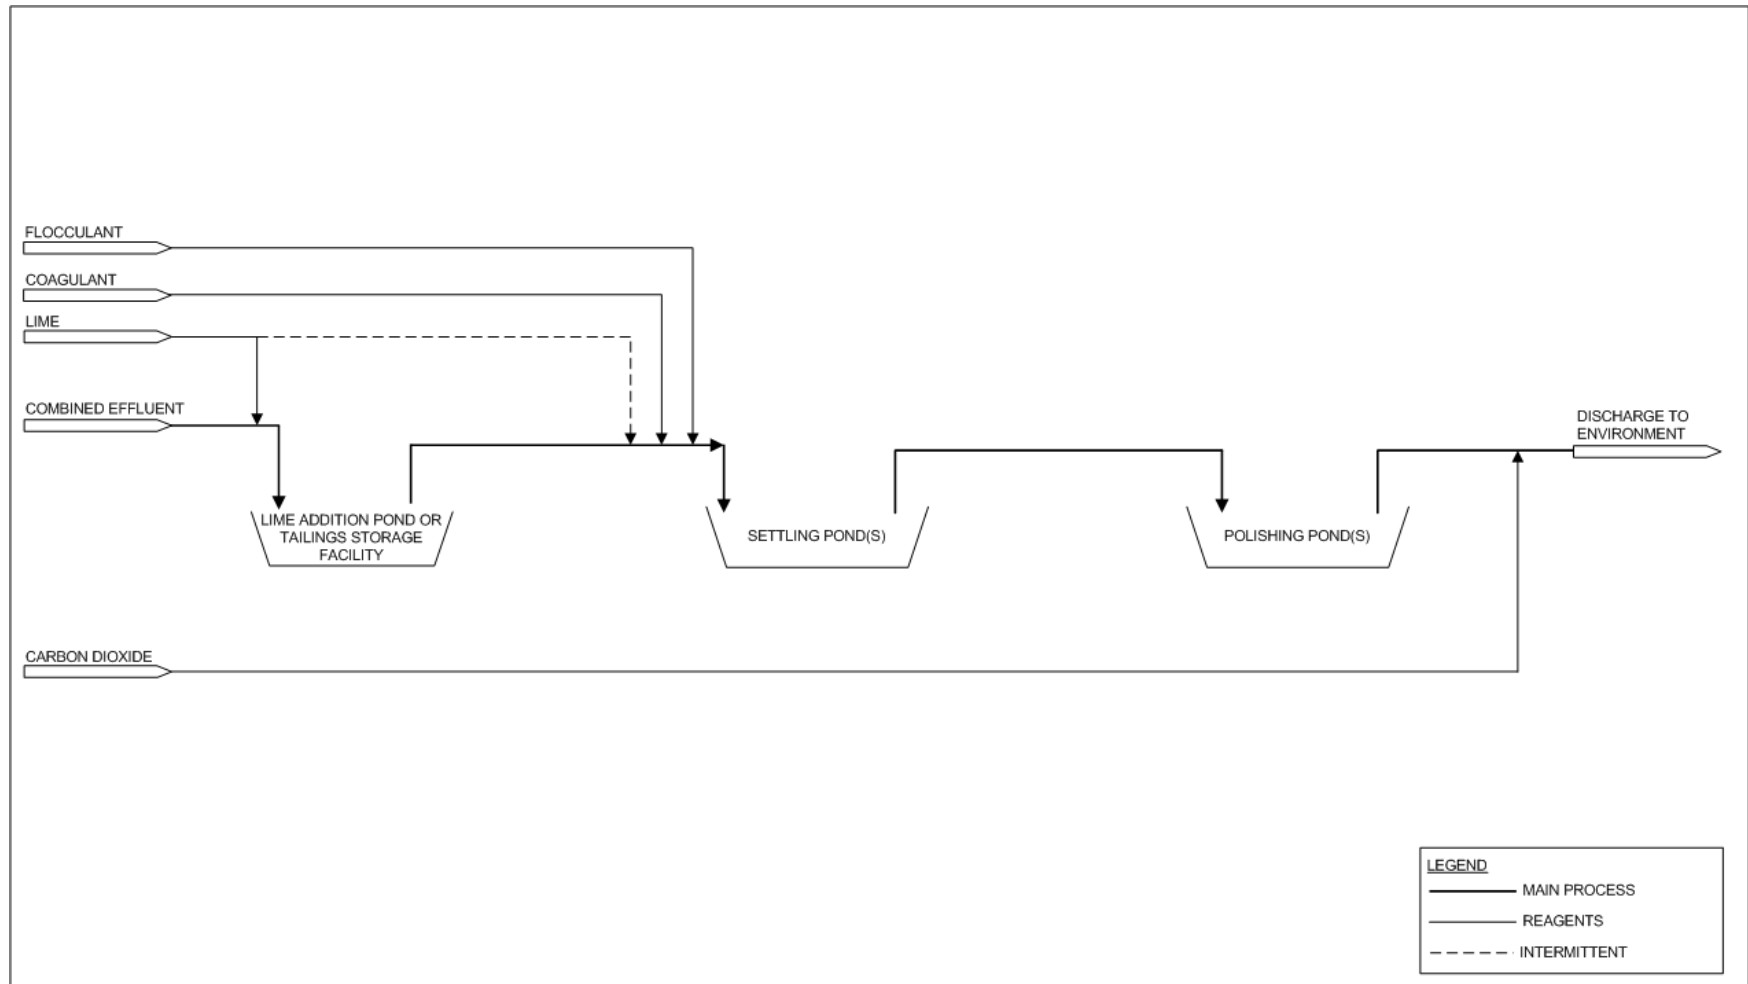 FLOCCULANT
COAGULANT
LIME
COMBINED EFFLUENT
DISCHARGE TO
ENVIRONMENT
LIME ADDITION POND OR
TAILINGS STORAGE
FACILITY
SETTLING POND(S)
POLISHING POND(S)
CARBON DIOXIDE
LEGEND
MAIN PROCESS
REAGENTS
INTERMITTENT